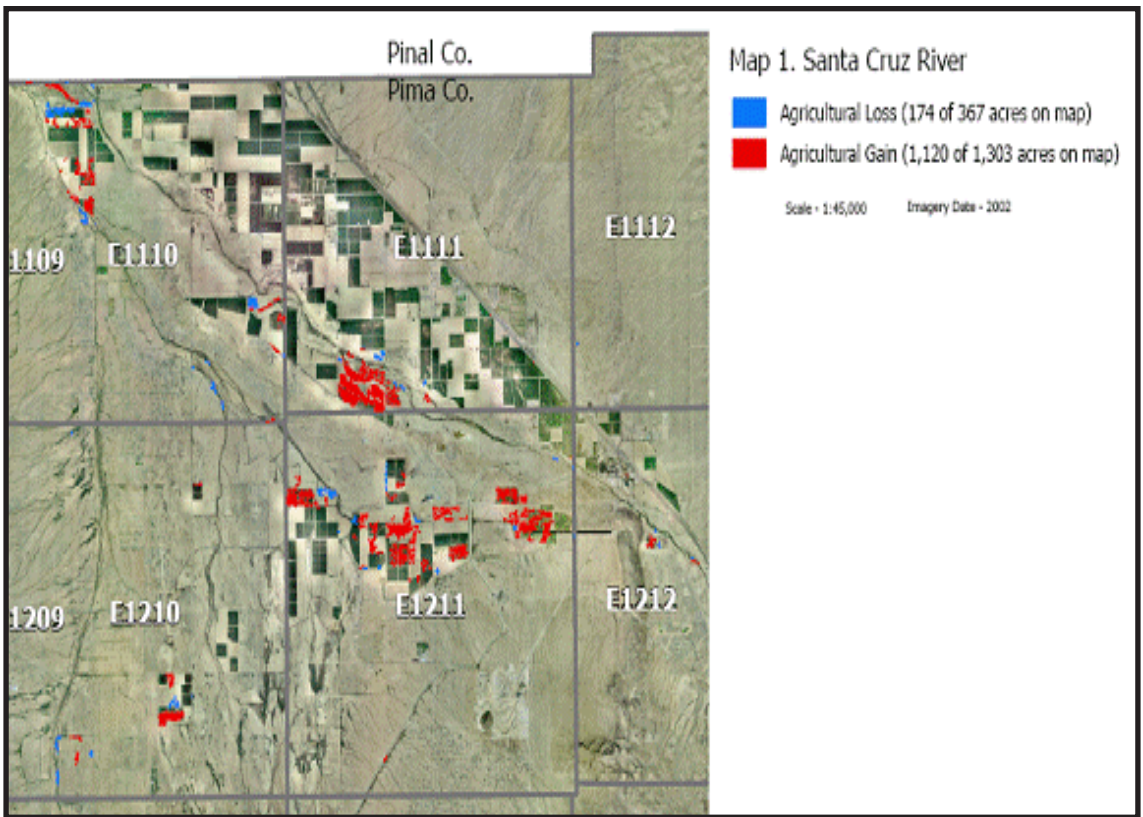 Pinal Co.
Pima Co.
Map 1. Santa Cruz River
Agricultural Loss (174 of 367 acres on map)
Agricultural Gain (1,120 of 1,303 acres on map)
Scale - 1:45,000 Imagery Date - 2002
1109 E1110 E1111 E1112
1209 E1210 E1211 E1212